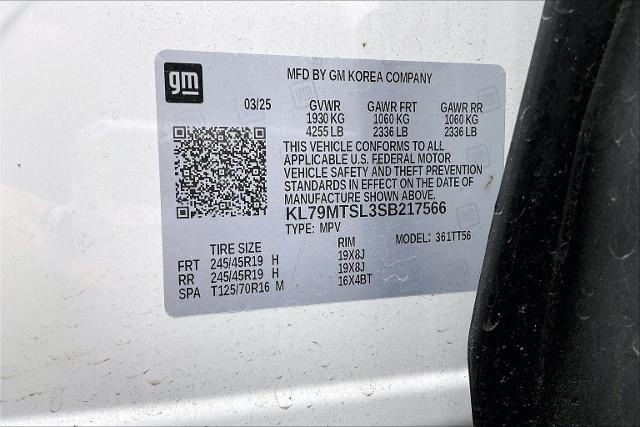 gm
MFD BY GM KOREA COMPANY
03/25 GVWR GAWR FRT GAWR RR
1930 KG 1060 KG 1060 KG
4255 LB 2336 LB 2336 LB
THIS VEHICLE CONFORMS TO ALL
APPLICABLE U.S. FEDERAL MOTOR
VEHICLE SAFETY AND THEFT PREVENTION
STANDARDS IN EFFECT ON THE DATE OF
MANUFACTURE SHOWN ABOVE.
KL79MTSL3SB217566
TYPE: MPV MODEL: 361TT56
TIRE SIZE RIM
FRT 245/45R19 H 19X8J
RR 245/45R19 H 19X8J
SPA T125/70R16 M 16X4BT